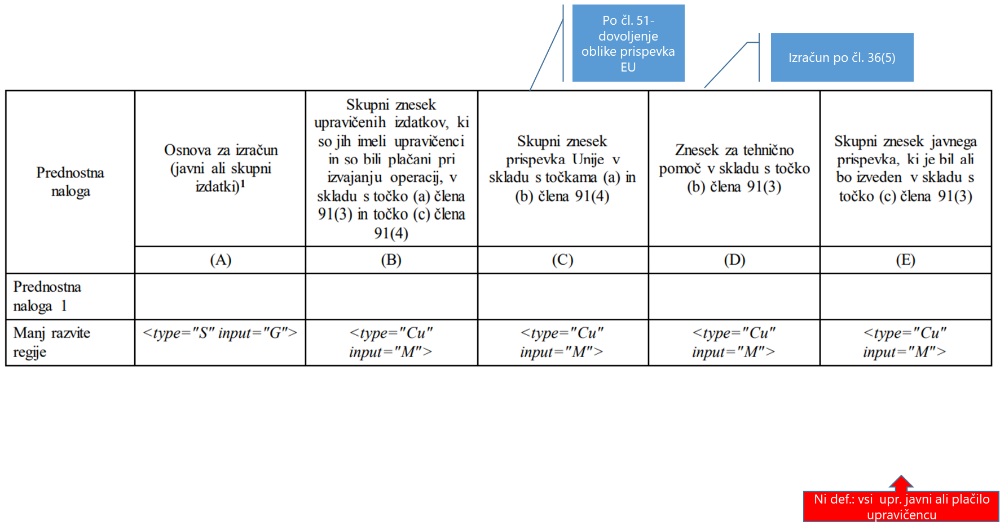 Po čl. 51-
dovoljenje
oblike prispevka
EU
Izračun po čl. 36(5)
Prednostna
naloga
Osnova za izračun
(javni ali skupni
izdatki)¹
Skupni znesek
upravičenih izdatkov, ki
so jih imeli upravičenci
in so bili plačani pri
izvajanju operacij, v
skladu s točko (a) člena
91(3) in točko (c) člena
91(4)
Skupni znesek
prispevka Unije v
skladu s točkama (a) in
(b) člena 91(4)
Znesek za tehnično
pomoč v skladu s točko
(b) člena 91(3)
Skupni znesek javnega
prispevka, ki je bil ali
bo izveden v skladu s
točko (c) člena 91(3)
(A)
(B)
(C)
(D)
(E)
Prednostna
naloga 1
Manj razvite
regije
<type="S" input="G">
<type="Cu"
input="M">
<type="Cu"
input="M">
<type="Cu"
input="M">
<type="Cu"
input="M">
Ni def.: vsi upr. javni ali plačilo
upravičencu